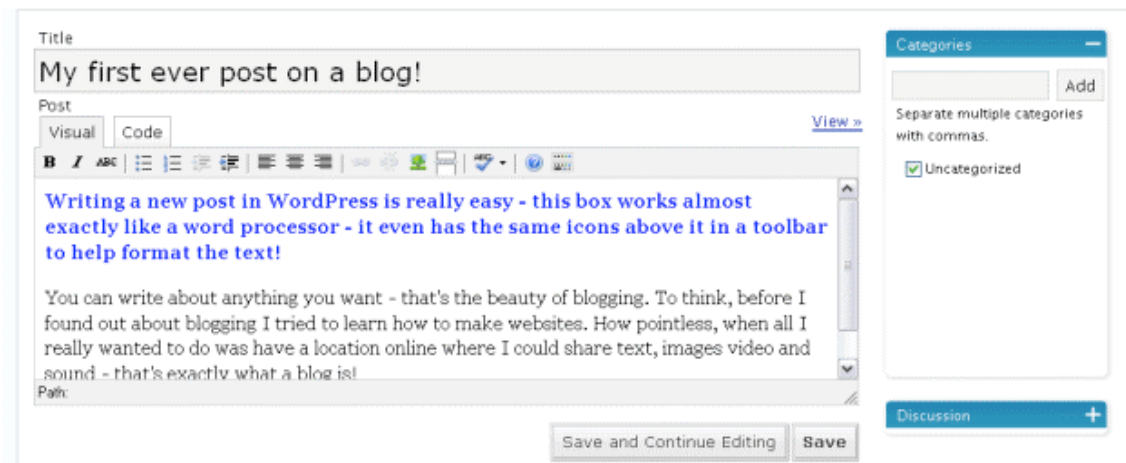 Title
My first ever post on a blog!
Post
View »
Visual Code
B I ABC ABC
Writing a new post in WordPress is really easy - this box works almost
exactly like a word processor - it even has the same icons above it in a toolbar
to help format the text!
You can write about anything you want - that's the beauty of blogging. To think, before I
found out about blogging I tried to learn how to make websites. How pointless, when all I
really wanted to do was have a location online where I could share text, images video and
sound - that's exactly what a blog is!
Path:
Save and Continue Editing Save
Categories
Add
Separate multiple categories
with commas.
Uncategorized
Discussion